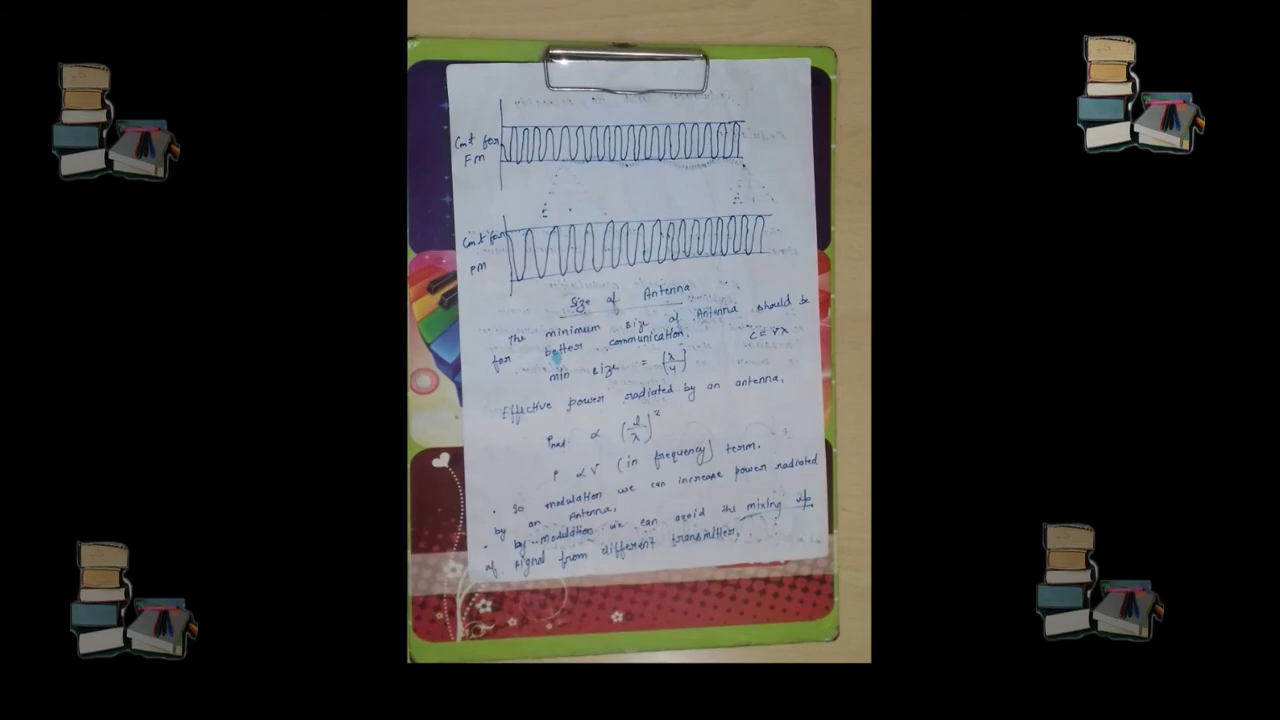 Cmt for
FM
Cmt for
PM
Size of Antenna
The minimum size of Antenna should be
for better communication.
c = vλ
min size = (λ/4)
Effective power radiated by an antenna,
Prad ∝ (l/λ)²
P ∝ v (in frequency) term.
• So modulation we can increase power radiated
by an Antenna.
• by modulation we can avoid the mixing up
of signal from different transmitter.